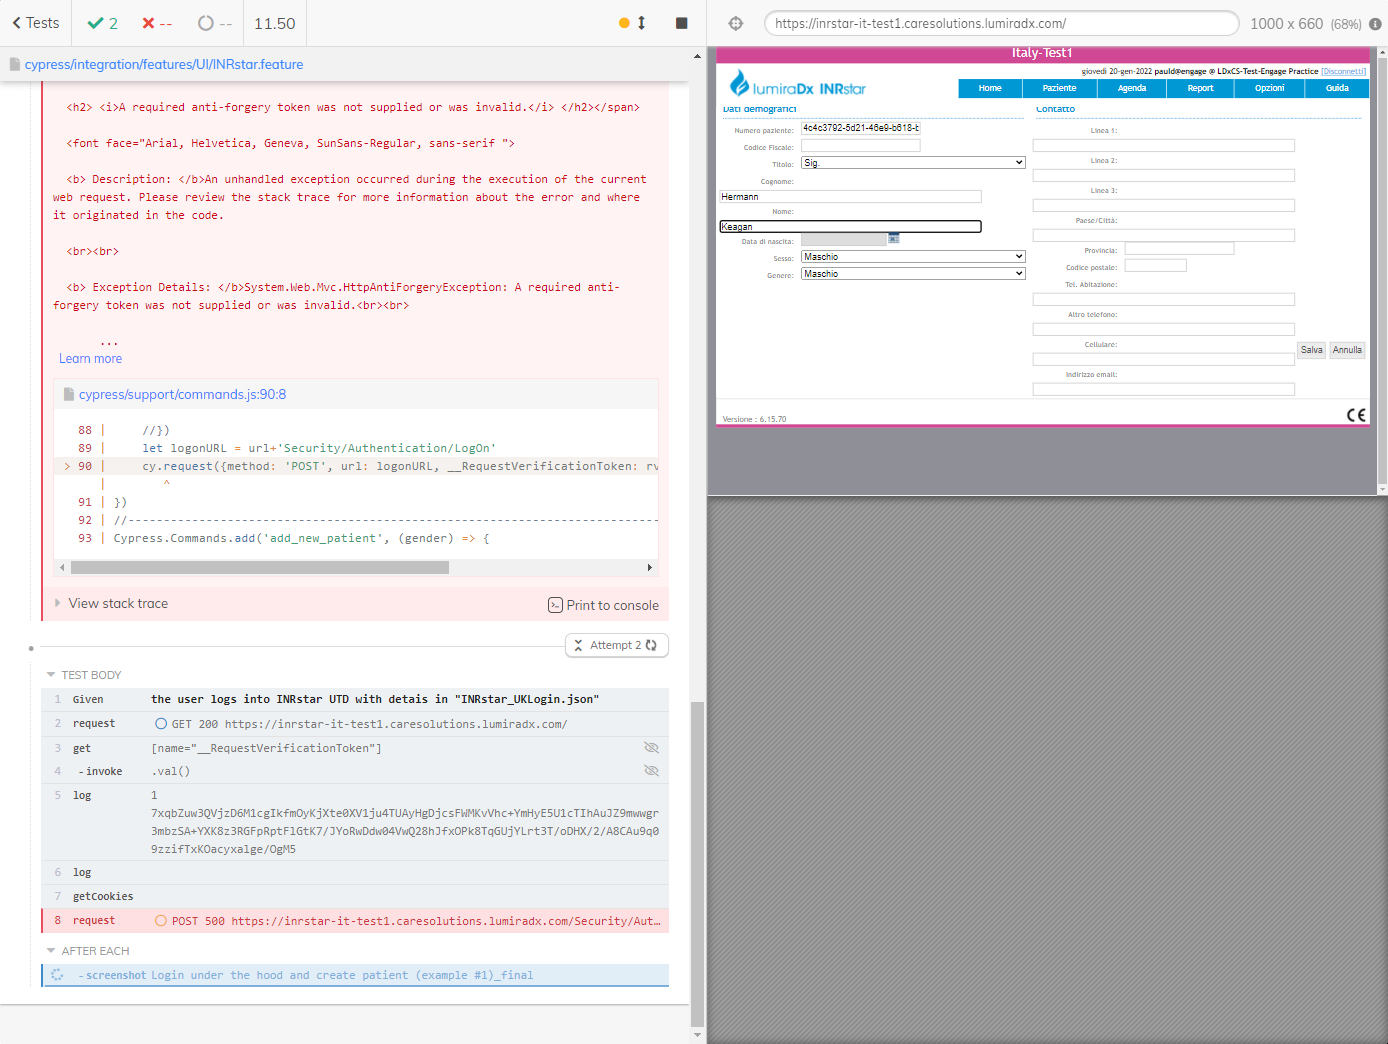 Tests
2
--
--
11.50
cypress/integration/features/UI/INRstar.feature
<h2> <i>A required anti-forgery token was not supplied or was invalid.</i> </h2></span>
<font face="Arial, Helvetica, Geneva, SunSans-Regular, sans-serif ">
<b> Description: </b>An unhandled exception occurred during the execution of the current
web request. Please review the stack trace for more information about the error and where
it originated in the code.
<br><br>
<b> Exception Details: </b>System.Web.Mvc.HttpAntiForgeryException: A required anti-
forgery token was not supplied or was invalid.<br><br>
...
Learn more
cypress/support/commands.js:90:8
88 | //})
89 | let logonURL = url+'Security/Authentication/LogOn'
> 90 | cy.request({method: 'POST', url: logonURL, __RequestVerificationToken: rv
| ^
91 | })
92 | //---------------------------------------------------------------------------
93 | Cypress.Commands.add('add_new_patient', (gender) => {
View stack trace
Print to console
Attempt 2
TEST BODY
1 Given the user logs into INRstar UTD with detais in "INRstar_UKLogin.json"
2 request GET 200 https://inrstar-it-test1.caresolutions.lumiradx.com/
3 get [name="__RequestVerificationToken"]
4 -invoke .val()
5 log 1
7xqbZuw3QVjzD6M1cgIkfmOyKjXte0XV1ju4TUAyHgDjcsFWMKvVhc+YmHyE5U1cTIhAuJZ9mwwgr
3mbzSA+YXK8z3RGFpRptFlGtK7/JYoRwDdw04VwQ28hJfxOPk8TqGUjYLrt3T/oDHX/2/A8CAu9q0
9zzifTxKOacyxalge/OgM5
6 log
7 getCookies
8 request POST 500 https://inrstar-it-test1.caresolutions.lumiradx.com/Security/Aut...
AFTER EACH
-screenshot Login under the hood and create patient (example #1)_final
https://inrstar-it-test1.caresolutions.lumiradx.com/
1000 x 660 (68%)
Italy-Test1
giovedì 20-gen-2022 pauld@engage @ LDxCS-Test-Engage Practice [Disconnetti]
lumiraDx INRstar
Home Paziente Agenda Report Opzioni Guida
Dati demografici
Numero paziente: 4c4c3792-5d21-46e9-b618-b
Codice Fiscale:
Titolo: Sig.
Cognome:
Hermann
Nome:
Keagan
Data di nascita:
Sesso: Maschio
Genere: Maschio
Contatto
Linea 1:
Linea 2:
Linea 3:
Paese/Città:
Provincia:
Codice postale:
Tel. Abitazione:
Altro telefono:
Cellulare:
Indirizzo email:
Salva Annulla
Versione : 6.15.70
CE